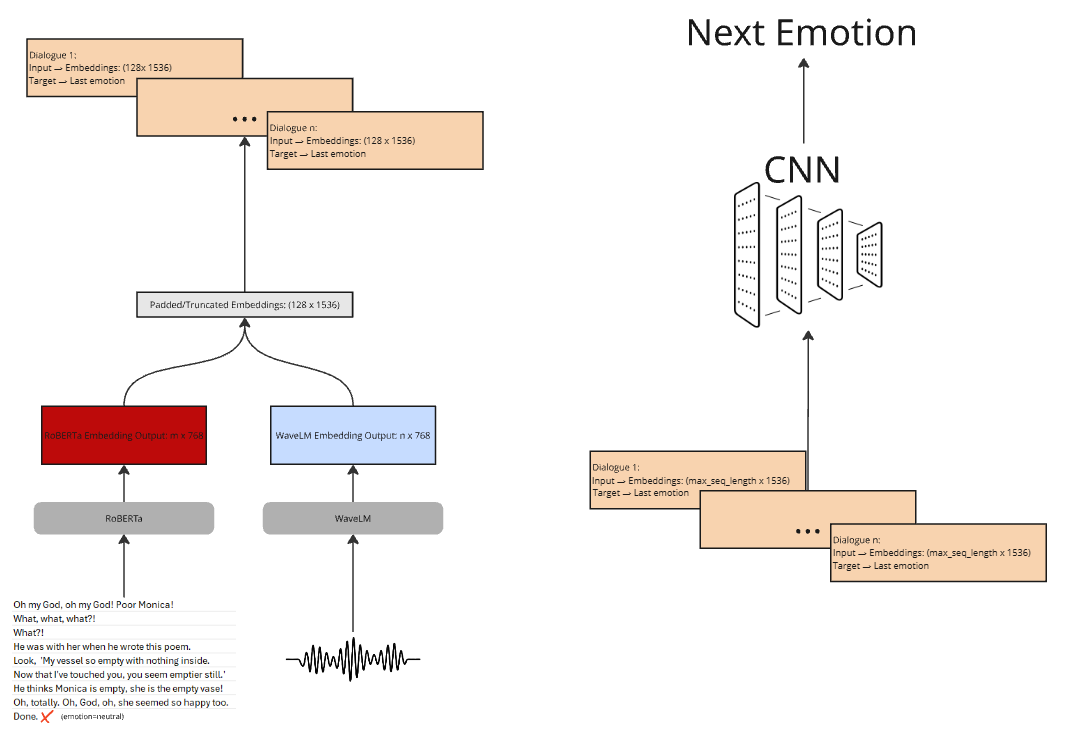 Dialogue 1:
Input → Embeddings: (128x 1536)
Target → Last emotion
...
Dialogue n:
Input → Embeddings: (128 x 1536)
Target → Last emotion
Padded/Truncated Embeddings: (128 x 1536)
RoBERTa Embedding Output: m x 768
WaveLM Embedding Output: n x 768
RoBERTa
WaveLM
Oh my God, oh my God! Poor Monica!
What, what, what?!
What?!
He was with her when he wrote this poem.
Look, 'My vessel so empty with nothing inside.
Now that I've touched you, you seem emptier still.'
He thinks Monica is empty, she is the empty vase!
Oh, totally. Oh, God, oh, she seemed so happy too.
Done. ✗ (emotion=neutral)
Next Emotion
CNN
Dialogue 1:
Input → Embeddings: (max_seq_length x 1536)
Target → Last emotion
...
Dialogue n:
Input → Embeddings: (max_seq_length x 1536)
Target → Last emotion